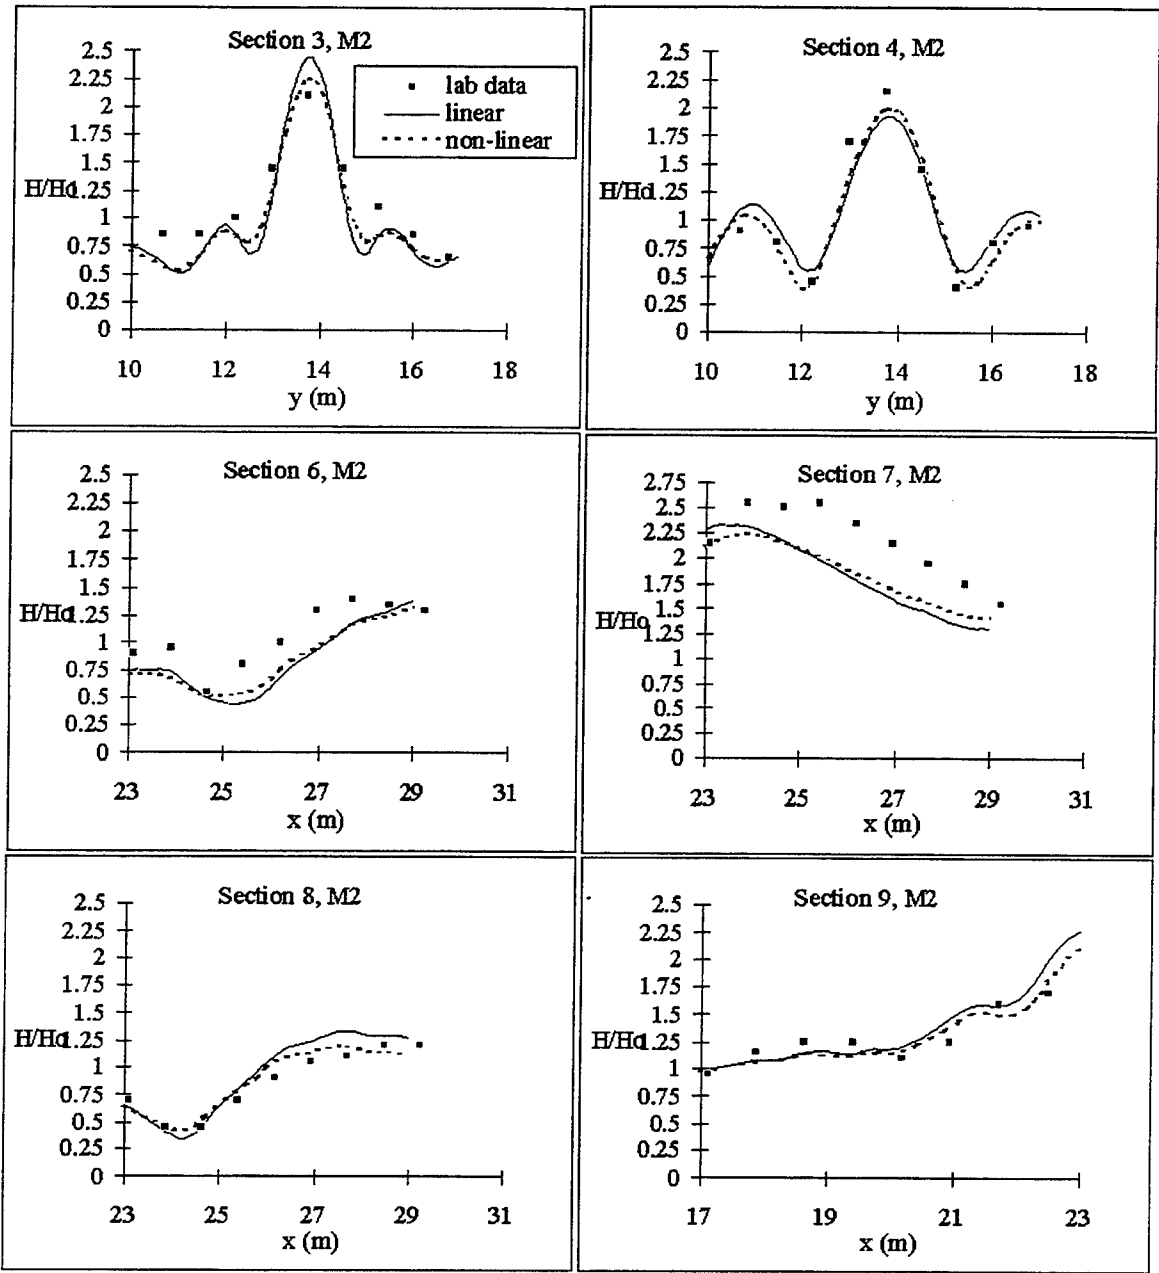 Section 3, M2
2.5
2.25
2
1.75
1.5
H/Ho1.25
1
0.75
0.5
0.25
0
10 12 14 16 18
y (m)
lab data
linear
non-linear
Section 4, M2
2.5
2.25
2
1.75
1.5
H/Ho1.25
1
0.75
0.5
0.25
0
10 12 14 16 18
y (m)
Section 6, M2
2.5
2.25
2
1.75
1.5
H/Ho1.25
1
0.75
0.5
0.25
0
23 25 27 29 31
x (m)
Section 7, M2
2.75
2.5
2.25
2
1.75
1.5
H/Ho
1.25
1
0.75
0.5
0.25
0
23 25 27 29 31
x (m)
Section 8, M2
2.5
2.25
2
1.75
1.5
H/Ho1.25
1
0.75
0.5
0.25
0
23 25 27 29 31
x (m)
Section 9, M2
2.5
2.25
2
1.75
1.5
H/Ho1.25
1
0.75
0.5
0.25
0
17 19 21 23
x (m)